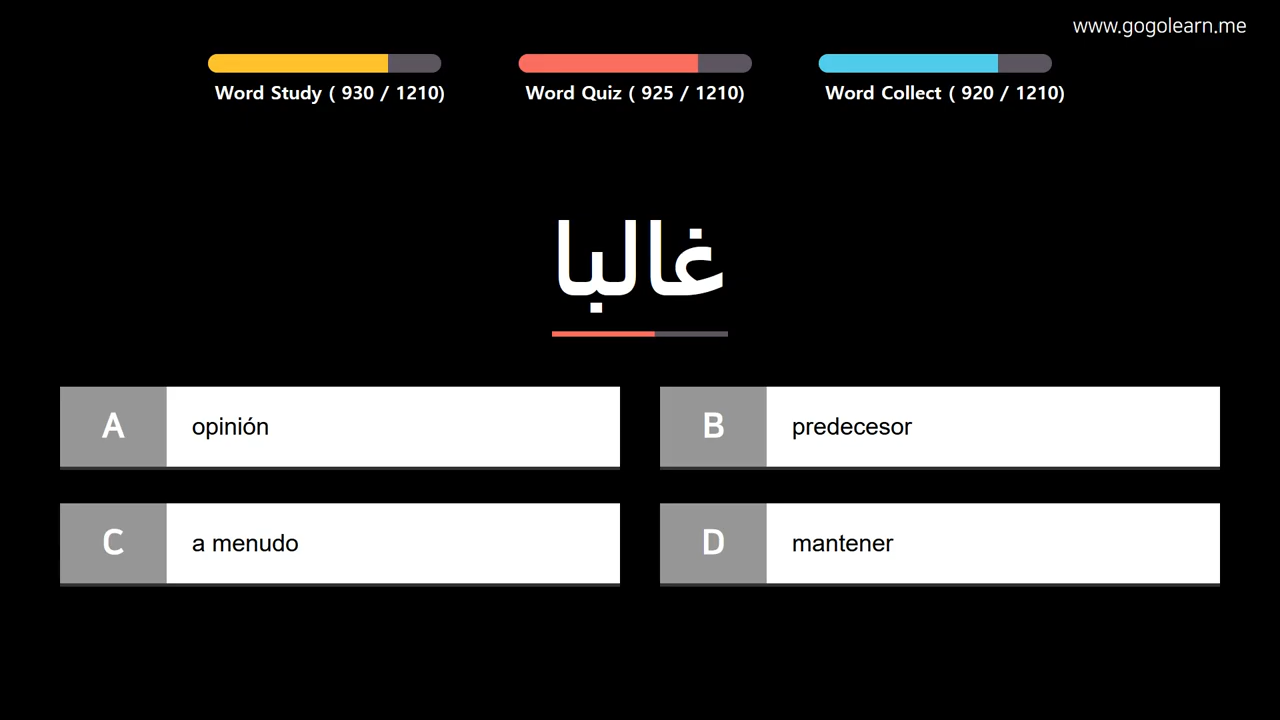 www.gogolearn.me
Word Study ( 930 / 1210)
Word Quiz ( 925 / 1210)
Word Collect ( 920 / 1210)
غالبا
A opinión
B predecesor
C a menudo
D mantener